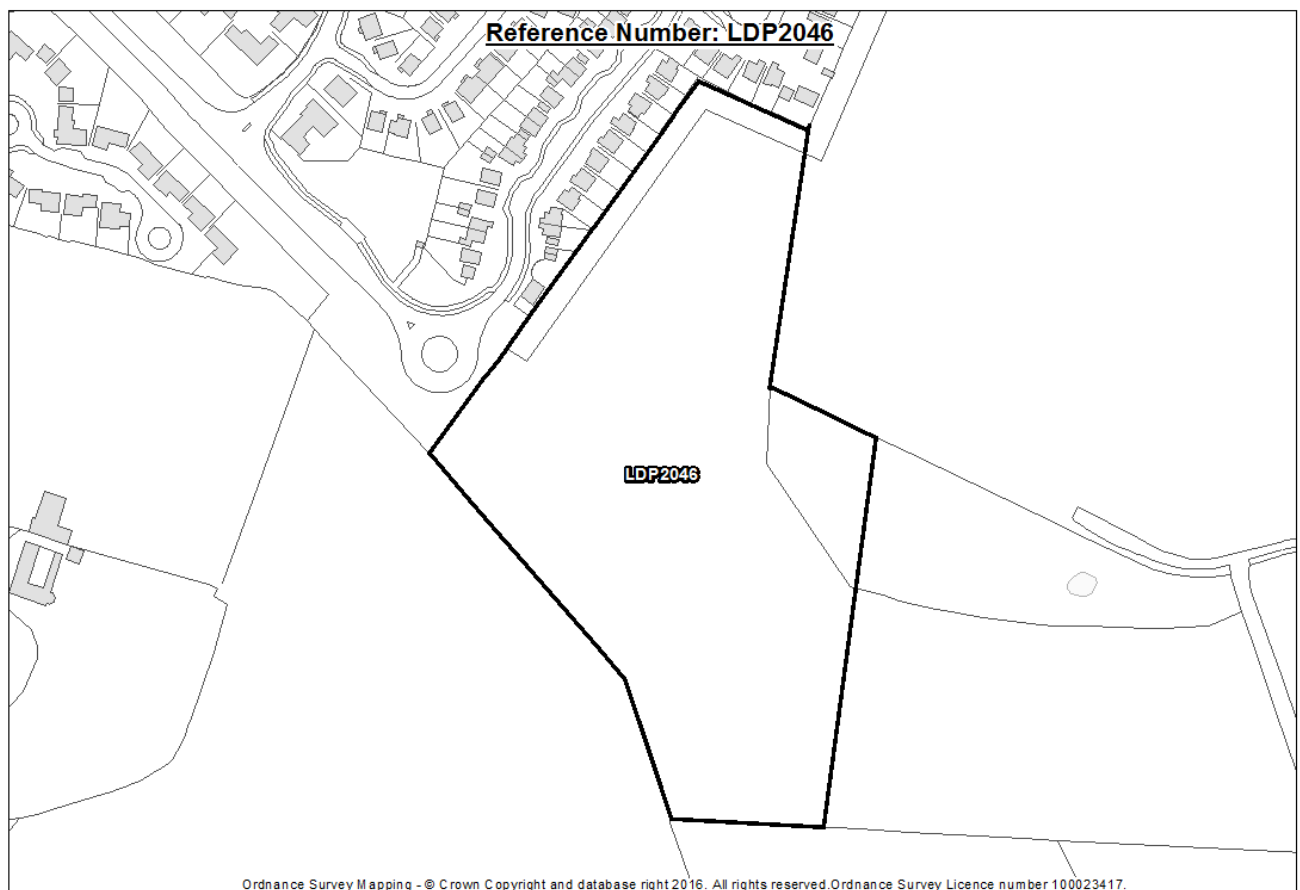 Reference Number: LDP2046
LDP2046
Ordnance Survey Mapping - © Crown Copyright and database right 2016. All rights reserved.Ordnance Survey Licence number 100023417.